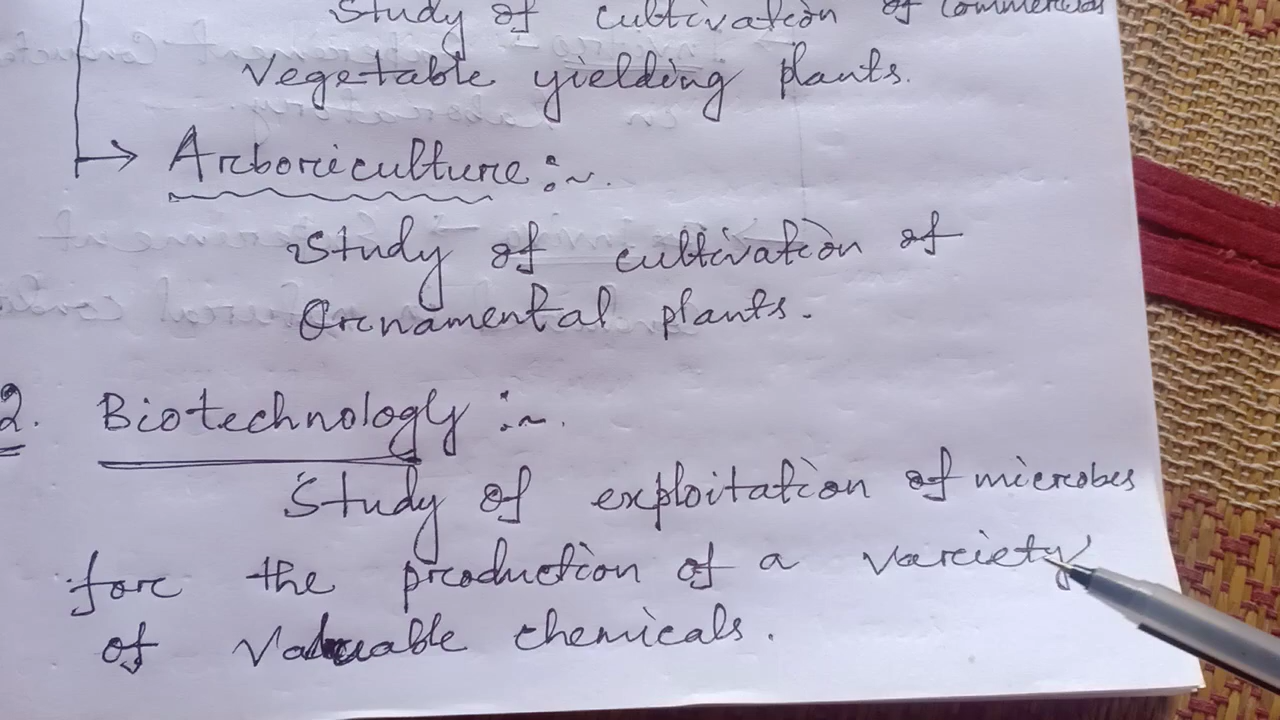 Study of cultivation of Commercial
Vegetable yielding plants.
→ Arboriculture :~.
Study of cultivation of
Ornamental plants.
2. Biotechnology :~.
Study of exploitation of microbes
for the production of a variety
of Valuable chemicals.